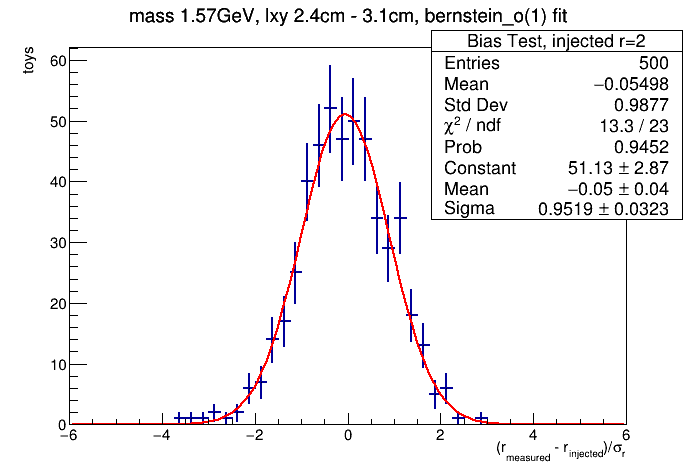 mass 1.57GeV, lxy 2.4cm - 3.1cm, bernstein_o(1) fit
Bias Test, injected r=2
Entries 500
Mean −0.05498
Std Dev 0.9877
χ² / ndf 13.3 / 23
Prob 0.9452
Constant 51.13 ± 2.87
Mean −0.05 ± 0.04
Sigma 0.9519 ± 0.0323
toys
60
50
40
30
20
10
0
−6 −4 −2 0 2 4 6
(r_measured - r_injected)/σ_r